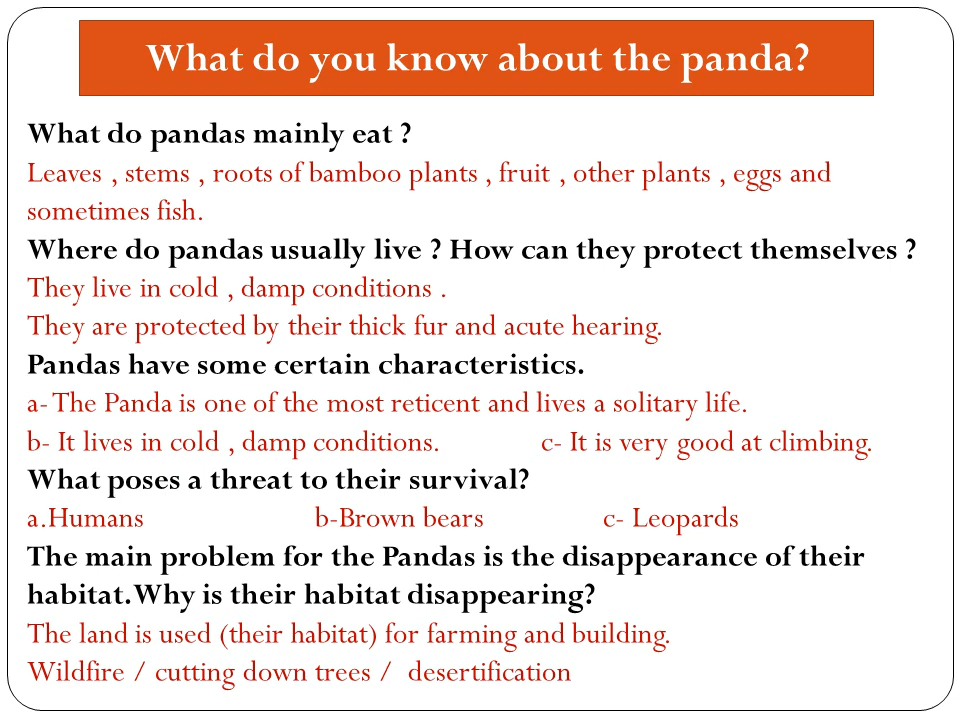 What do you know about the panda?
What do pandas mainly eat ?
Leaves , stems , roots of bamboo plants , fruit , other plants , eggs and
sometimes fish.
Where do pandas usually live ? How can they protect themselves ?
They live in cold , damp conditions .
They are protected by their thick fur and acute hearing.
Pandas have some certain characteristics.
a- The Panda is one of the most reticent and lives a solitary life.
b- It lives in cold , damp conditions. c- It is very good at climbing.
What poses a threat to their survival?
a.Humans b-Brown bears c- Leopards
The main problem for the Pandas is the disappearance of their
habitat. Why is their habitat disappearing?
The land is used (their habitat) for farming and building.
Wildfire / cutting down trees / desertification